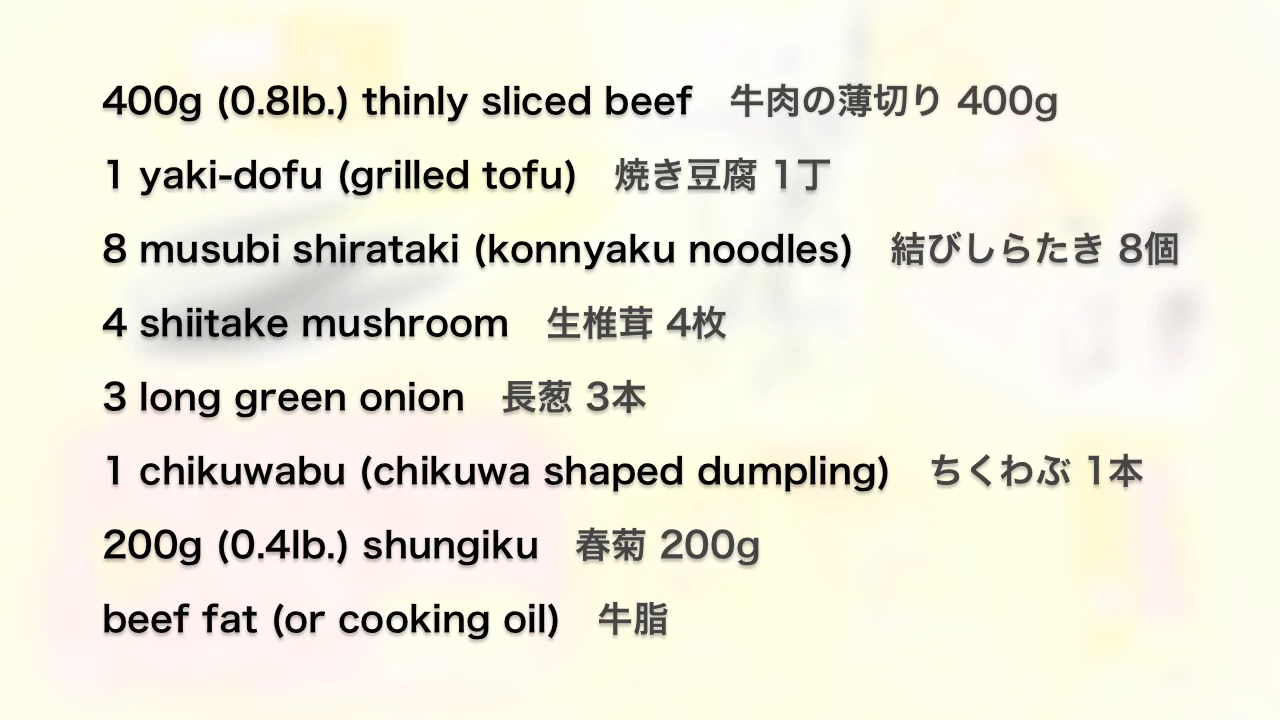 400g (0.8lb.) thinly sliced beef　牛肉の薄切り 400g
1 yaki-dofu (grilled tofu)　焼き豆腐 1丁
8 musubi shirataki (konnyaku noodles)　結びしらたき 8個
4 shiitake mushroom　生椎茸 4枚
3 long green onion　長葱 3本
1 chikuwabu (chikuwa shaped dumpling)　ちくわぶ 1本
200g (0.4lb.) shungiku　春菊 200g
beef fat (or cooking oil)　牛脂